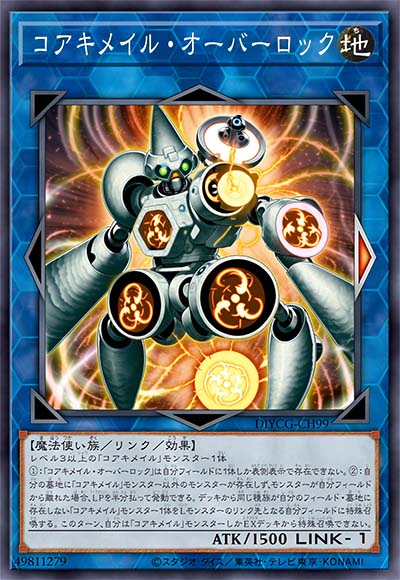 コアキメイル・オーバーロック 地
DIYCG-CH99
【魔法使い族／リンク／効果】
レベル3以上の「コアキメイル」モンスター1体
①：「コアキメイル・オーバーロック」は自分フィールドに1体しか表側表示で存在できない。②：自
分の墓地に「コアキメイル」モンスター以外のモンスターが存在せず、モンスターが自分フィールド
から離れた場合、LPを半分払って発動できる。デッキから同じ種族が自分のフィールド・墓地に
存在しない「コアキメイル」モンスター1体をLモンスターのリンク先となる自分フィールドに特殊召
喚する。このターン、自分は「コアキメイル」モンスターしかEXデッキから特殊召喚できない。
ATK/1500 LINK-1
49811279 ©スタジオ・ダイス／集英社・テレビ東京・KONAMI